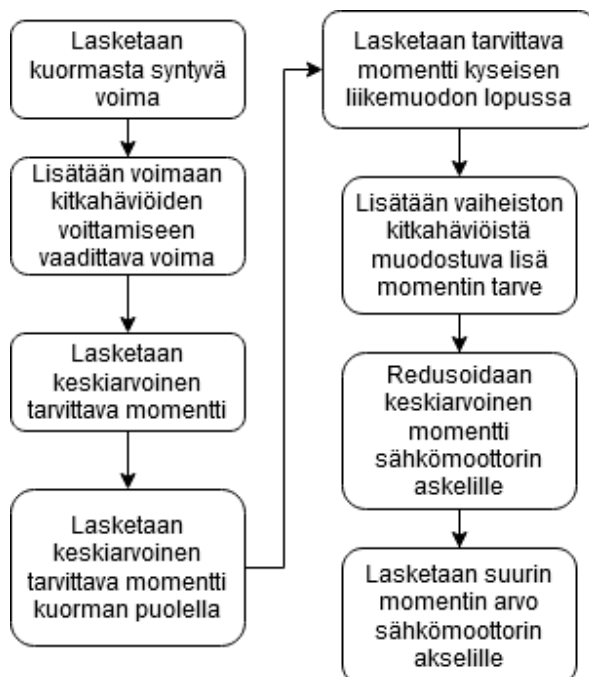 Lasketaan
kuormasta syntyvä
voima
Lisätään voimaan
kitkahäviöiden
voittamiseen
vaadittava voima
Lasketaan
keskiarvoinen
tarvittava momentti
Lasketaan
keskiarvoinen
tarvittava momentti
kuorman puolella
Lasketaan tarvittava
momentti kyseisen
liikemuodon lopussa
Lisätään vaiheiston
kitkahäviöistä
muodostuva lisä
momentin tarve
Redusoidaan
keskiarvoinen
momentti
sähkömoottorin
askelille
Lasketaan suurin
momentin arvo
sähkömoottorin
akselille